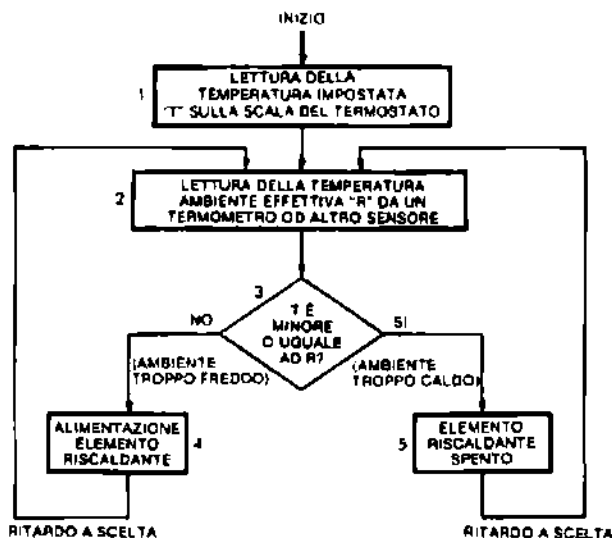 INIZIO
1
LETTURA DELLA
TEMPERATURA IMPOSTATA
"T" SULLA SCALA DEL TERMOSTATO
2
LETTURA DELLA TEMPERATURA
AMBIENTE EFFETTIVA "R" DA UN
TERMOMETRO OD ALTRO SENSORE
3
T È
MINORE
O UGUALE
AD R?
NO
SI
(AMBIENTE
TROPPO FREDDO)
(AMBIENTE
TROPPO CALDO)
ALIMENTAZIONE
ELEMENTO
RISCALDANTE
4
5
ELEMENTO
RISCALDANTE
SPENTO
RITARDO A SCELTA
RITARDO A SCELTA